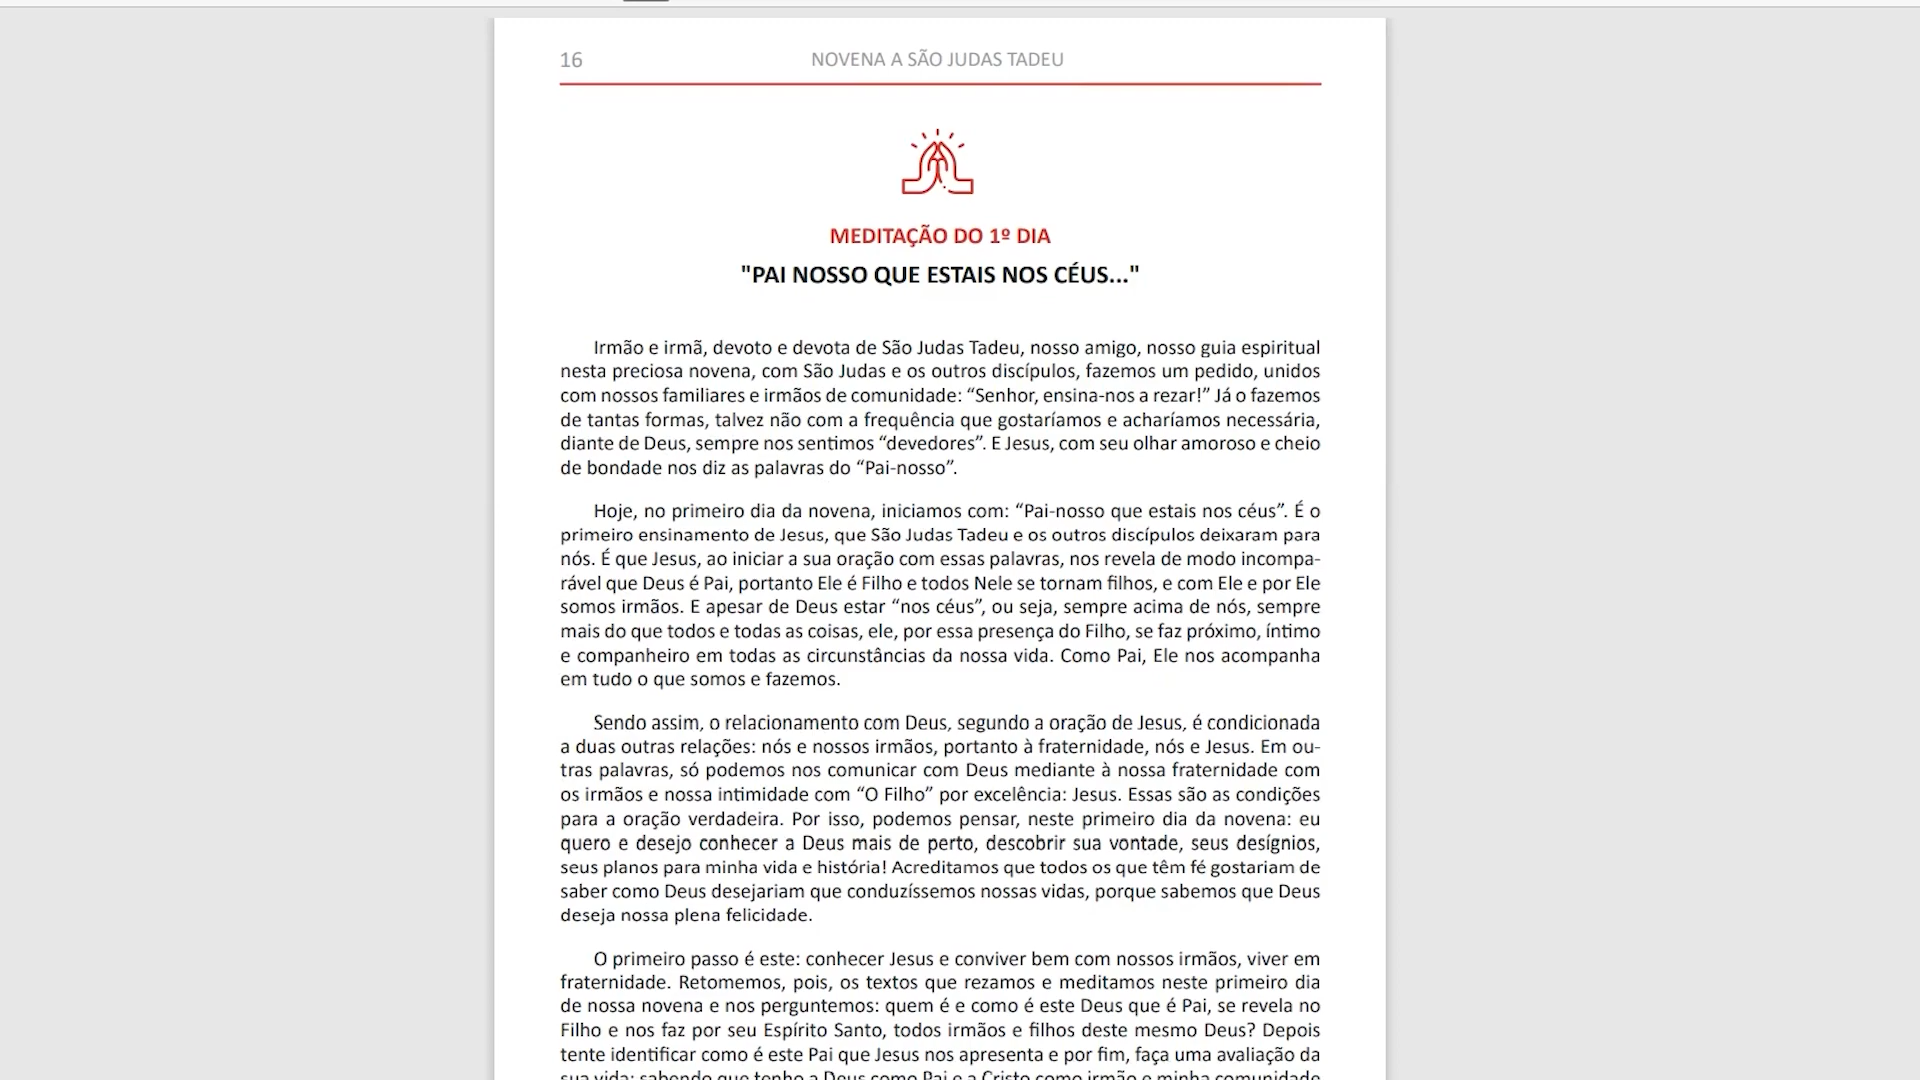 16
NOVENA A SÃO JUDAS TADEU
MEDITAÇÃO DO 1º DIA
"PAI NOSSO QUE ESTAIS NOS CÉUS..."
Irmão e irmã, devoto e devota de São Judas Tadeu, nosso amigo, nosso guia espiritual
nesta preciosa novena, com São Judas e os outros discípulos, fazemos um pedido, unidos
com nossos familiares e irmãos de comunidade: “Senhor, ensina-nos a rezar!” Já o fazemos
de tantas formas, talvez não com a frequência que gostaríamos e acharíamos necessária,
diante de Deus, sempre nos sentimos “devedores”. E Jesus, com seu olhar amoroso e cheio
de bondade nos diz as palavras do “Pai-nosso”.
Hoje, no primeiro dia da novena, iniciamos com: “Pai-nosso que estais nos céus”. É o
primeiro ensinamento de Jesus, que São Judas Tadeu e os outros discípulos deixaram para
nós. É que Jesus, ao iniciar a sua oração com essas palavras, nos revela de modo incompa-
rável que Deus é Pai, portanto Ele é Filho e todos Nele se tornam filhos, e com Ele e por Ele
somos irmãos. E apesar de Deus estar “nos céus”, ou seja, sempre acima de nós, sempre
mais do que todos e todas as coisas, ele, por essa presença do Filho, se faz próximo, íntimo
e companheiro em todas as circunstâncias da nossa vida. Como Pai, Ele nos acompanha
em tudo o que somos e fazemos.
Sendo assim, o relacionamento com Deus, segundo a oração de Jesus, é condicionada
a duas outras relações: nós e nossos irmãos, portanto à fraternidade, nós e Jesus. Em ou-
tras palavras, só podemos nos comunicar com Deus mediante à nossa fraternidade com
os irmãos e nossa intimidade com “O Filho” por excelência: Jesus. Essas são as condições
para a oração verdadeira. Por isso, podemos pensar, neste primeiro dia da novena: eu
quero e desejo conhecer a Deus mais de perto, descobrir sua vontade, seus desígnios,
seus planos para minha vida e história! Acreditamos que todos os que têm fé gostariam de
saber como Deus desejariam que conduzíssemos nossas vidas, porque sabemos que Deus
deseja nossa plena felicidade.
O primeiro passo é este: conhecer Jesus e conviver bem com nossos irmãos, viver em
fraternidade. Retomemos, pois, os textos que rezamos e meditamos neste primeiro dia
de nossa novena e nos perguntemos: quem é e como é este Deus que é Pai, se revela no
Filho e nos faz por seu Espírito Santo, todos irmãos e filhos deste mesmo Deus? Depois
tente identificar como é este Pai que Jesus nos apresenta e por fim, faça uma avaliação da
sua vida: sabendo que tenho a Deus como Pai e a Cristo como irmão e minha comunidade